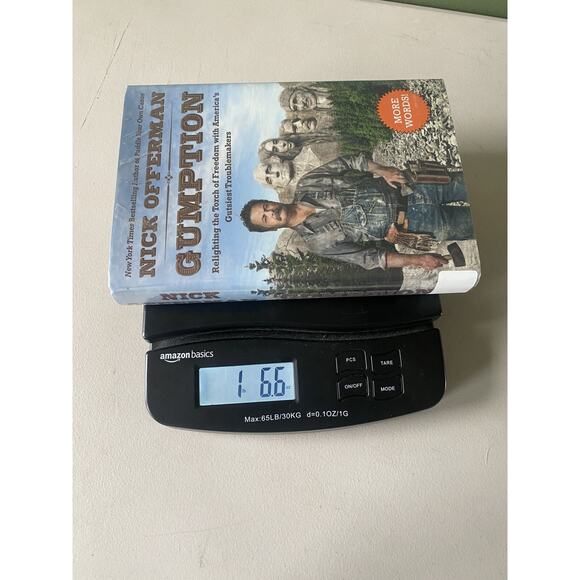 New York Times Bestselling Author of Paddle Your Own Canoe
NICK OFFERMAN
GUMPTION
Relighting the Torch of Freedom with America's
Gutsiest Troublemakers
MORE
WORDS!
NICK
amazon basics
1 lb 6.6 oz
PCS
TARE
ON/OFF
MODE
Max:65LB/30KG d=0.1OZ/1G